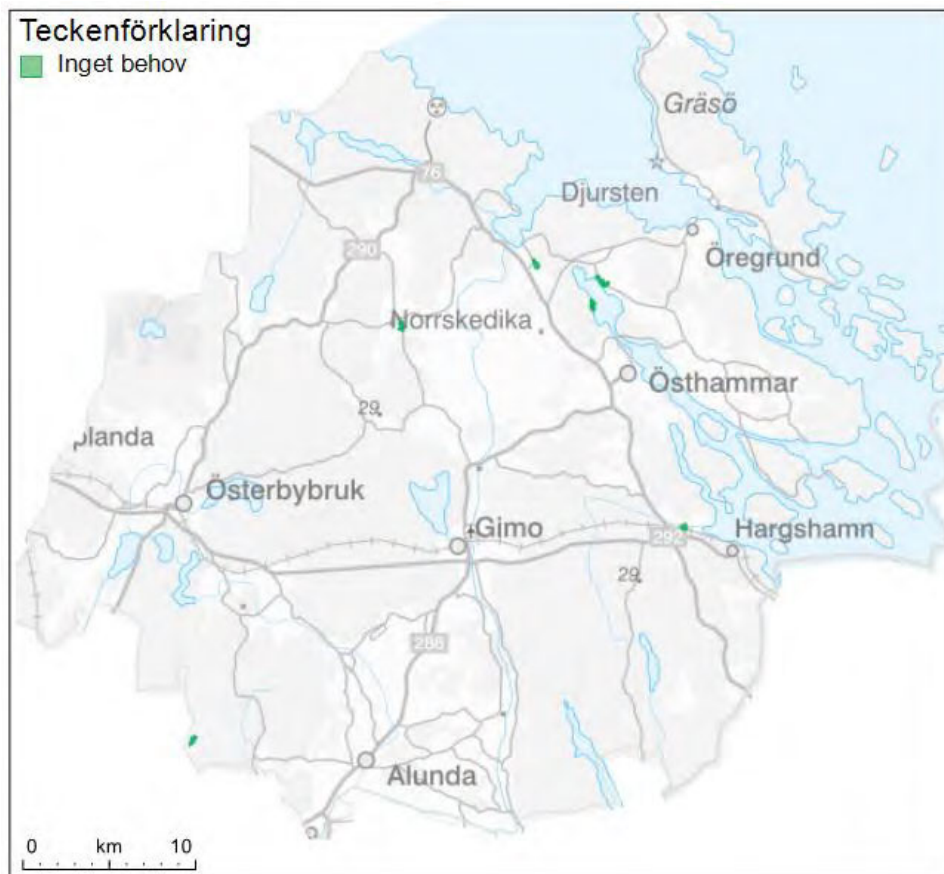 Teckenförklaring
Inget behov
Gräsö
76
Djursten
290
Öregrund
Norrskedika
Östhammar
29
planda
Österbybruk
Gimo
292
Hargshamn
29
288
Alunda
0 km 10